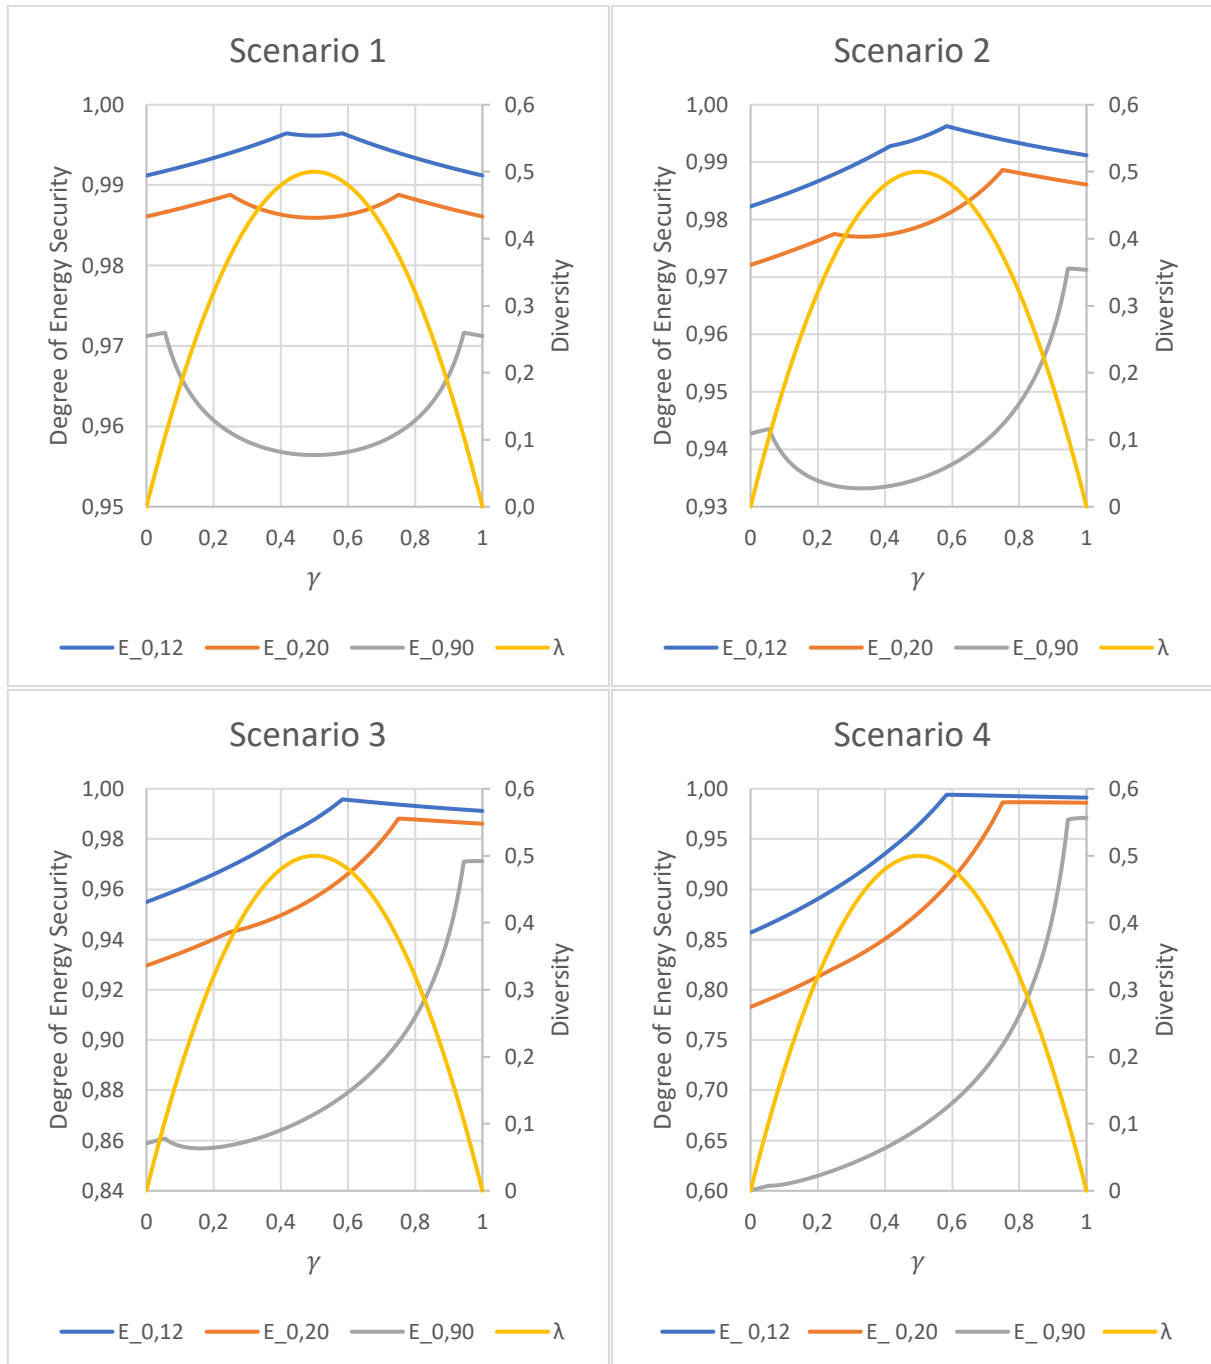 Scenario 1
Degree of Energy Security
1,00
0,99
0,98
0,97
0,96
0,95
0,6
0,5
0,4
0,3
0,2
0,1
0,0
Diversity
0 0,2 0,4 0,6 0,8 1
γ
E_0,12 E_0,20 E_0,90 λ
Scenario 2
Degree of Energy Security
1,00
0,99
0,98
0,97
0,96
0,95
0,94
0,93
0,6
0,5
0,4
0,3
0,2
0,1
0
Diversity
0 0,2 0,4 0,6 0,8 1
γ
E_0,12 E_0,20 E_0,90 λ
Scenario 3
Degree of Energy Security
1,00
0,98
0,96
0,94
0,92
0,90
0,88
0,86
0,84
0,6
0,5
0,4
0,3
0,2
0,1
0
Diversity
0 0,2 0,4 0,6 0,8 1
γ
E_0,12 E_0,20 E_0,90 λ
Scenario 4
Degree of Energy Security
1,00
0,95
0,90
0,85
0,80
0,75
0,70
0,65
0,60
0,6
0,5
0,4
0,3
0,2
0,1
0
Diversity
0 0,2 0,4 0,6 0,8 1
γ
E_ 0,12 E_ 0,20 E_ 0,90 λ